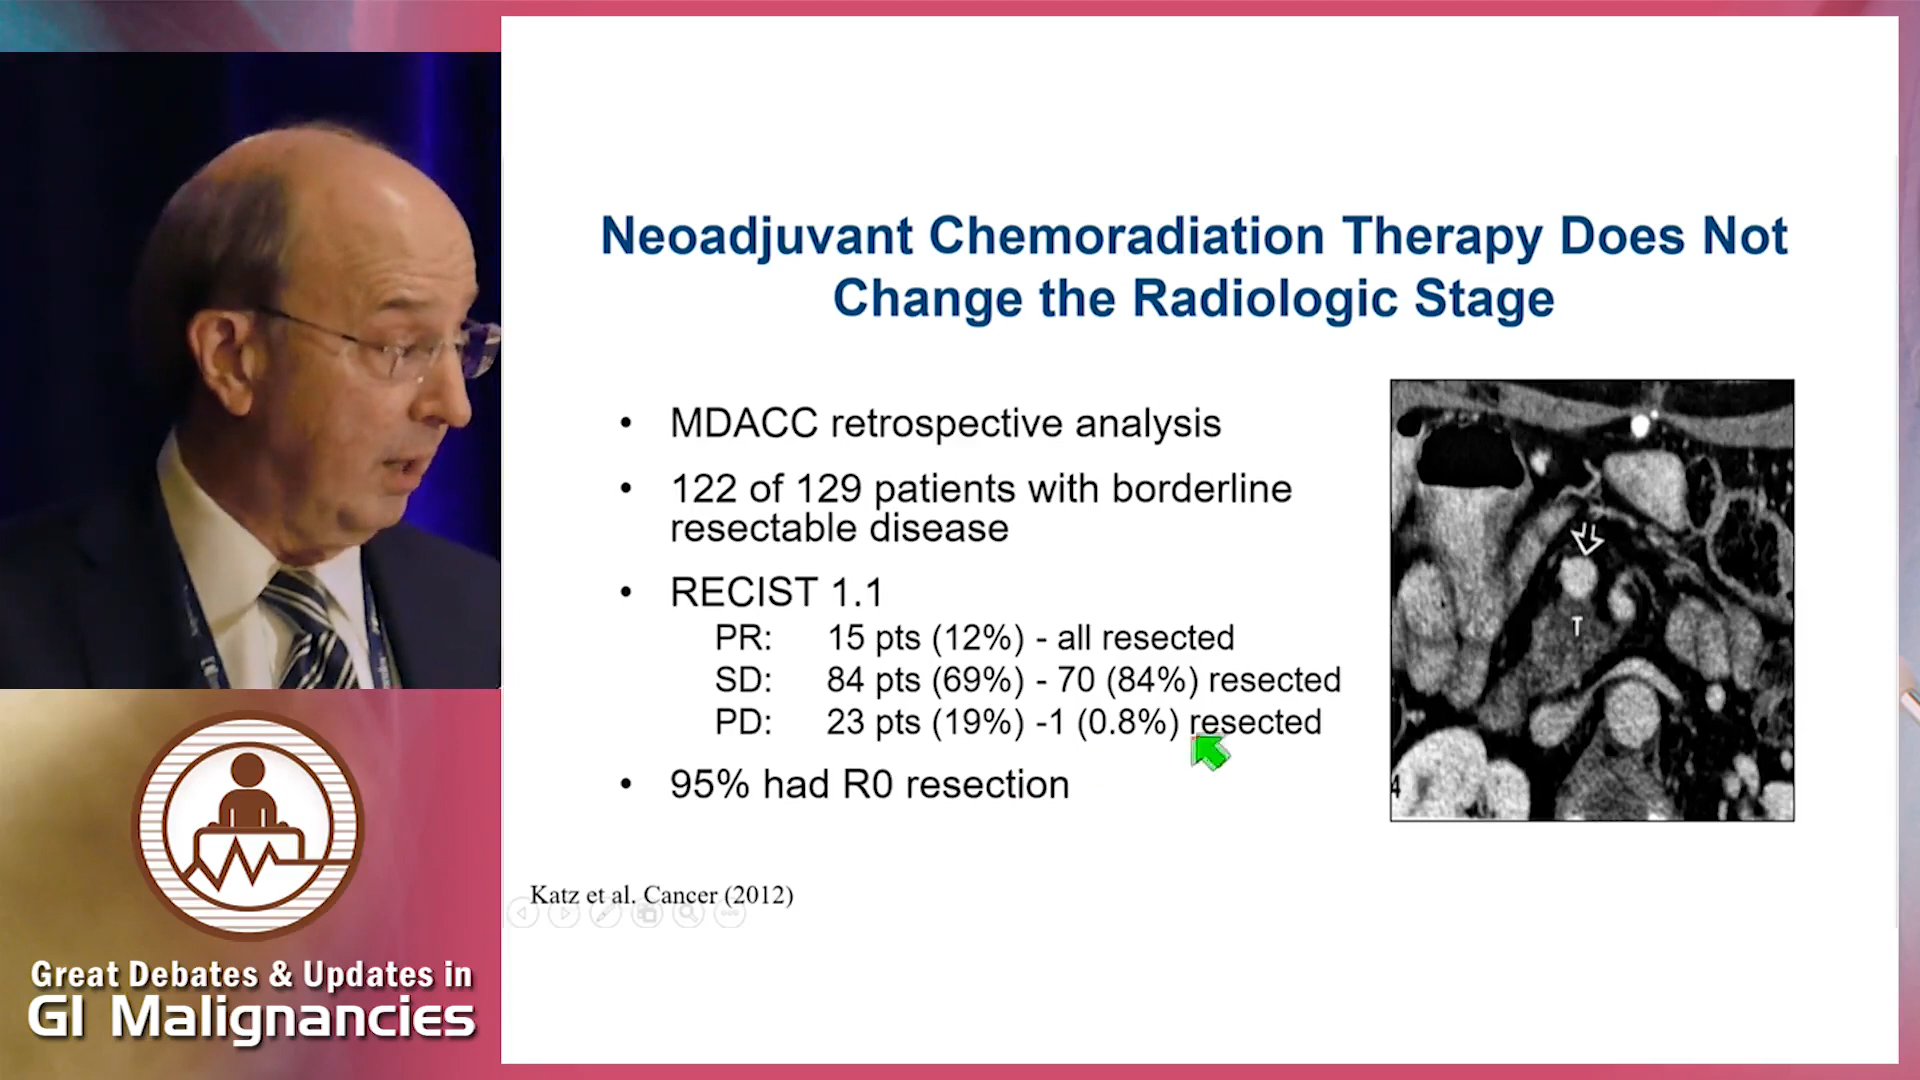 Neoadjuvant Chemoradiation Therapy Does Not
Change the Radiologic Stage
• MDACC retrospective analysis
• 122 of 129 patients with borderline
resectable disease
• RECIST 1.1
PR: 15 pts (12%) - all resected
SD: 84 pts (69%) - 70 (84%) resected
PD: 23 pts (19%) -1 (0.8%) resected
• 95% had R0 resection
T
4
Katz et al. Cancer (2012)
Great Debates & Updates in
GI Malignancies